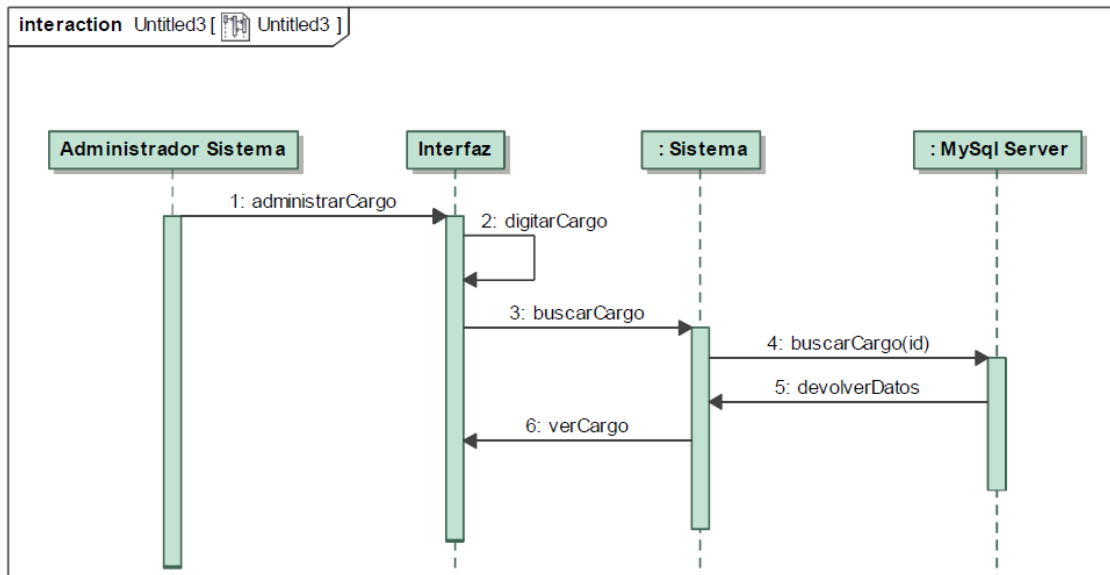 interaction Untitled3 [ Untitled3 ]
Administrador Sistema
Interfaz
: Sistema
: MySql Server
1: administrarCargo
2: digitarCargo
3: buscarCargo
4: buscarCargo(id)
5: devolverDatos
6: verCargo